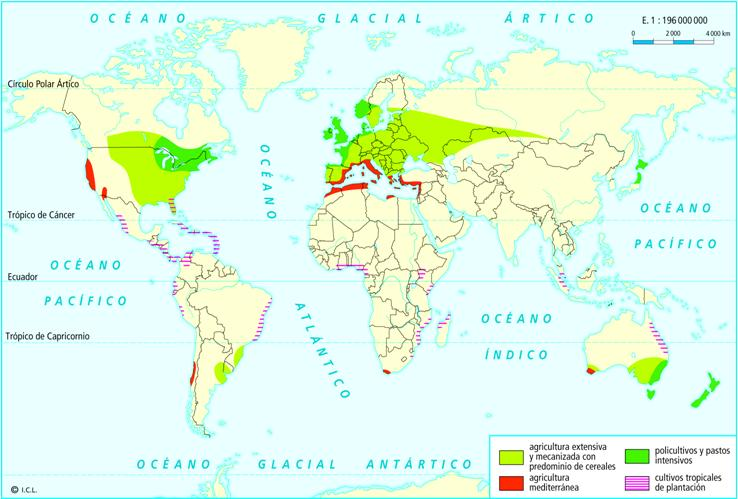 OCÉANO GLACIAL ÁRTICO
E. 1 : 196 000 000
0 2 000 4 000 km
Círculo Polar Ártico
OCÉANO
Trópico de Cáncer
OCÉANO
PACÍFICO
OCÉANO
Ecuador
PACÍFICO
ATLÁNTICO
OCÉANO
Trópico de Capricornio
ÍNDICO
OCÉANO GLACIAL ANTÁRTICO
agricultura extensiva
y mecanizada con
predominio de cereales
agricultura
mediterránea
policultivos y pastos
intensivos
cultivos tropicales
de plantación
© I.C.L.